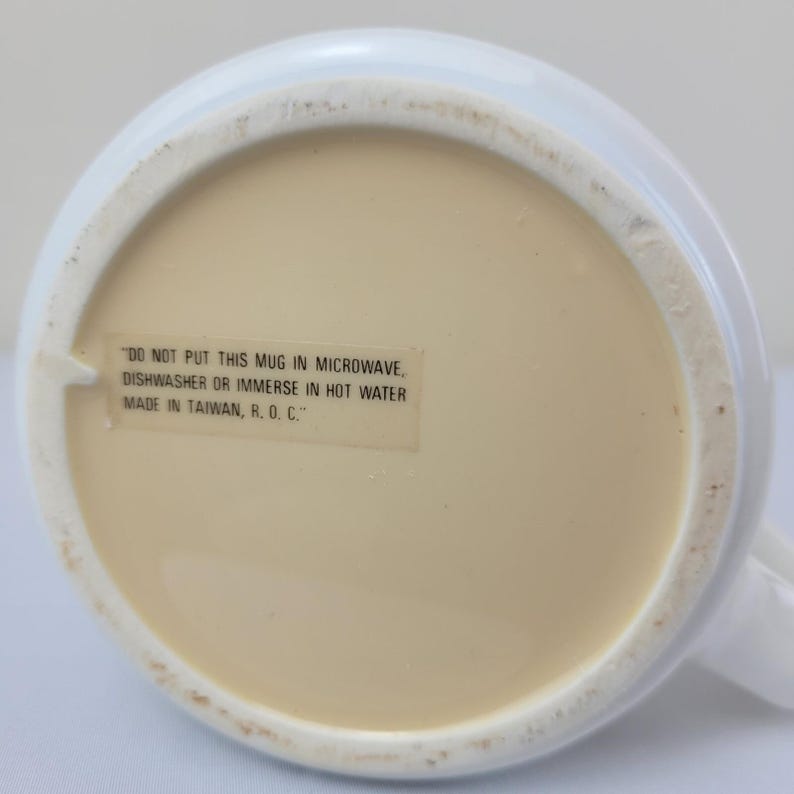 "DO NOT PUT THIS MUG IN MICROWAVE,
DISHWASHER OR IMMERSE IN HOT WATER
MADE IN TAIWAN, R. O. C."